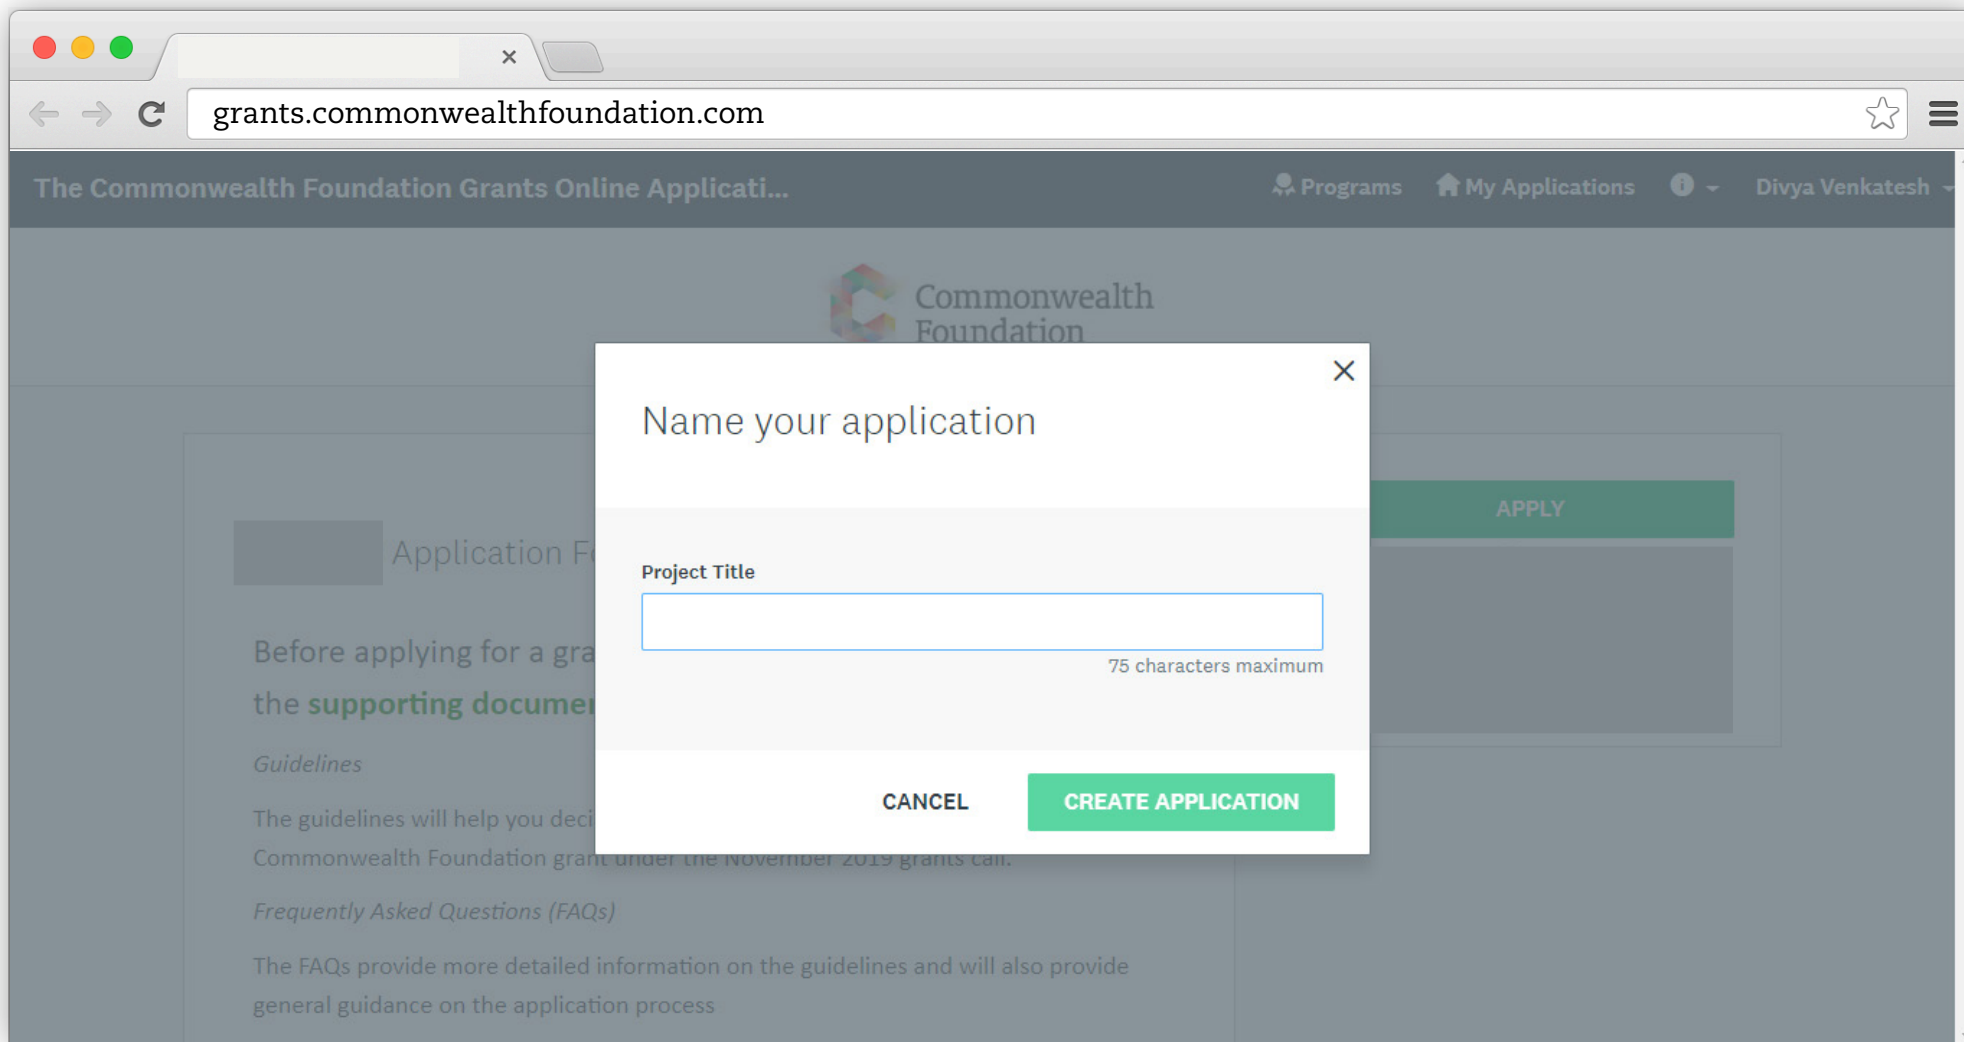 grants.commonwealthfoundation.com
The Commonwealth Foundation Grants Online Applicati...
Programs
My Applications
Divya Venkatesh
Commonwealth
Foundation
Name your application
APPLY
Application
Project Title
Before applying for a
75 characters maximum
the supporting
Guidelines
CANCEL
CREATE APPLICATION
The guidelines will help you
Commonwealth Foundation grant under the November 2019 grants call.
Frequently Asked Questions (FAQs)
The FAQs provide more detailed information on the guidelines and will also provide
general guidance on the application process